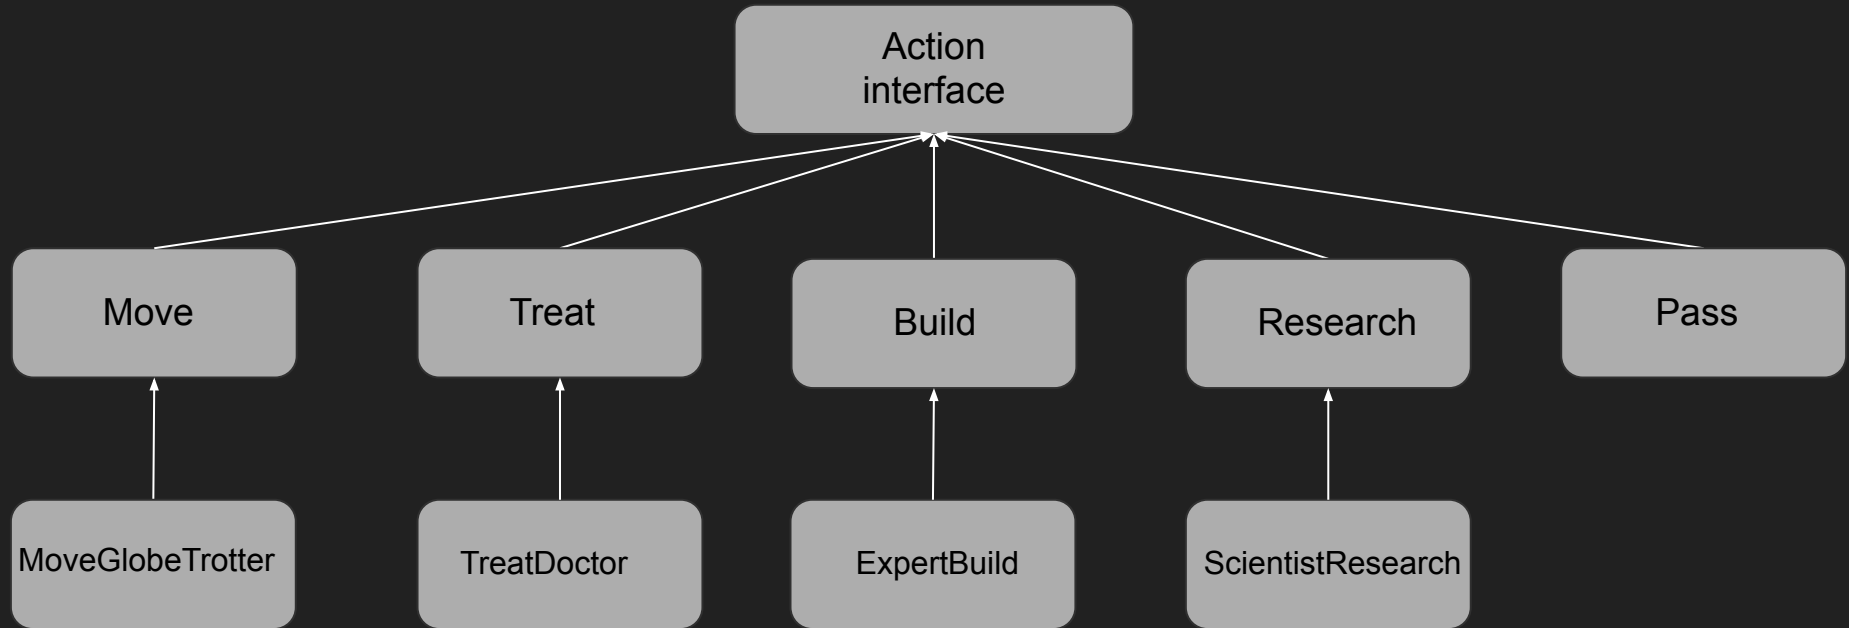 Action
interface
Move
Treat
Build
Research
Pass
MoveGlobeTrotter
TreatDoctor
ExpertBuild
ScientistResearch